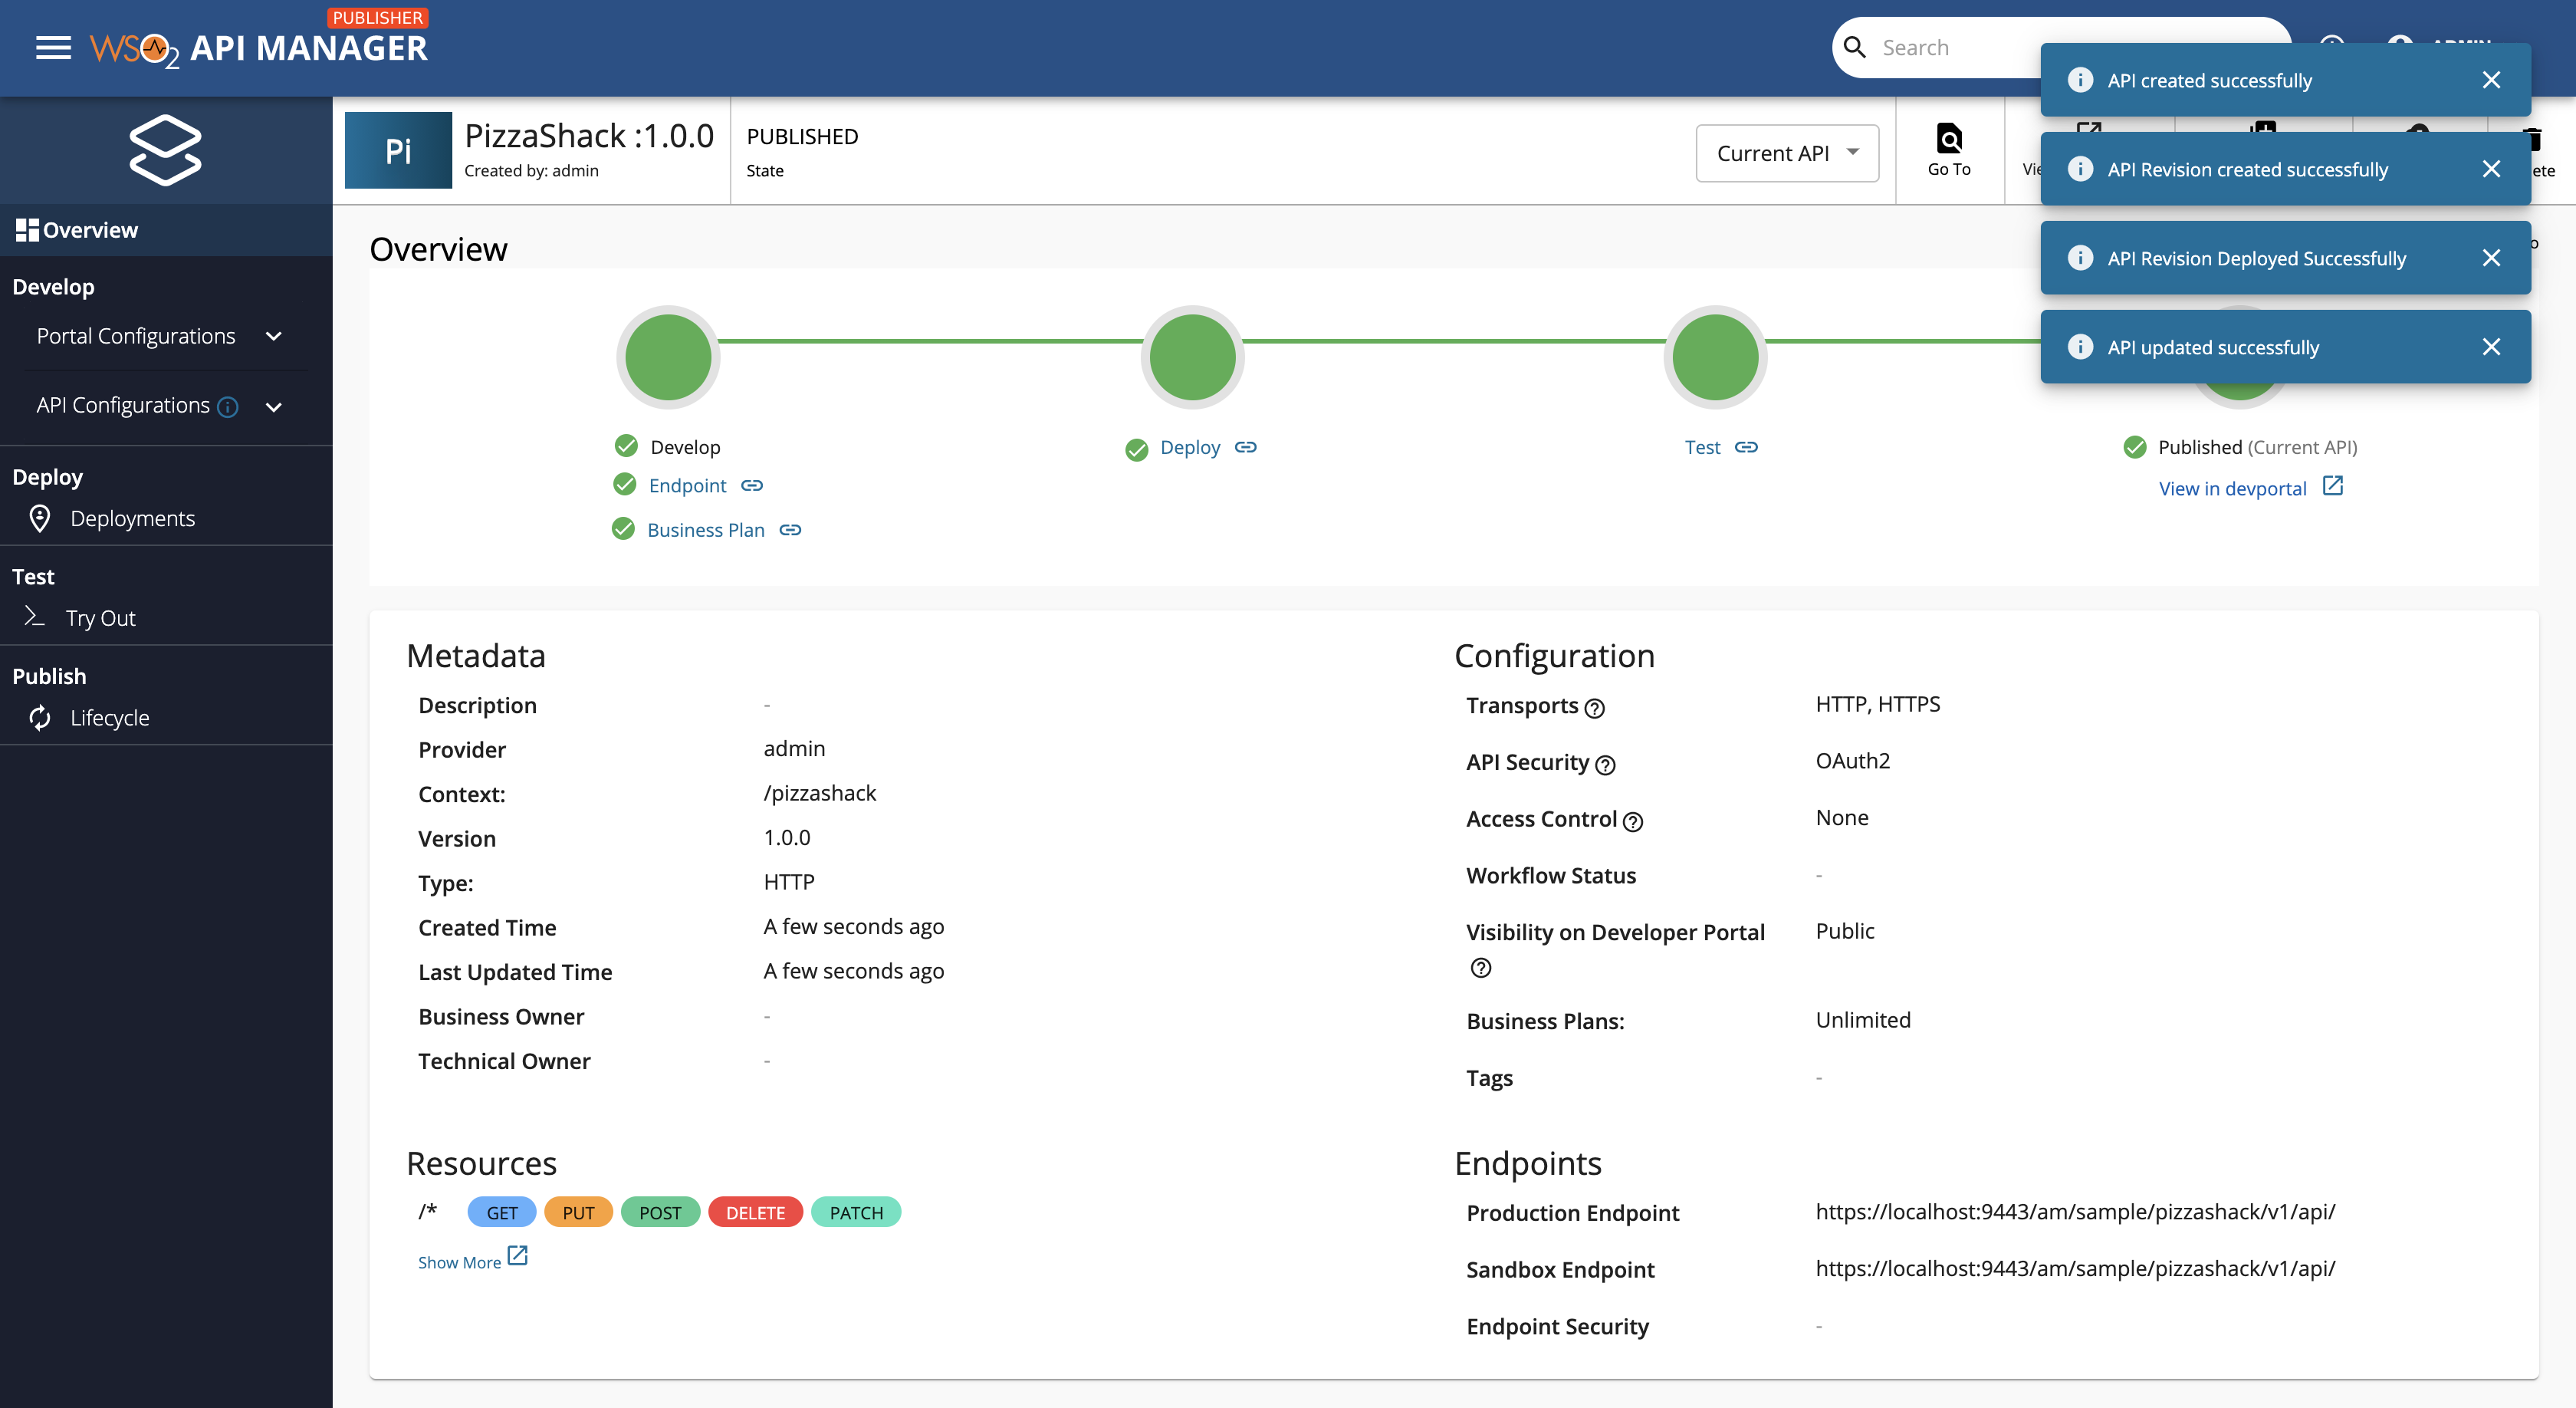 PUBLISHER
WSO2 API MANAGER
Search
API created successfully
Pi
PizzaShack :1.0.0
Created by: admin
PUBLISHED
State
Current API
Go To
API Revision created successfully
API Revision Deployed Successfully
API updated successfully
Overview
Develop
Portal Configurations
API Configurations
Deploy
Deployments
Test
Try Out
Publish
Lifecycle
Overview
Develop
Endpoint
Business Plan
Deploy
Test
Published (Current API)
View in devportal
Metadata
Description -
Provider admin
Context: /pizzashack
Version 1.0.0
Type: HTTP
Created Time A few seconds ago
Last Updated Time A few seconds ago
Business Owner -
Technical Owner -
Configuration
Transports HTTP, HTTPS
API Security OAuth2
Access Control None
Workflow Status -
Visibility on Developer Portal Public
Business Plans: Unlimited
Tags -
Resources
/* GET PUT POST DELETE PATCH
Show More
Endpoints
Production Endpoint https://localhost:9443/am/sample/pizzashack/v1/api/
Sandbox Endpoint https://localhost:9443/am/sample/pizzashack/v1/api/
Endpoint Security -